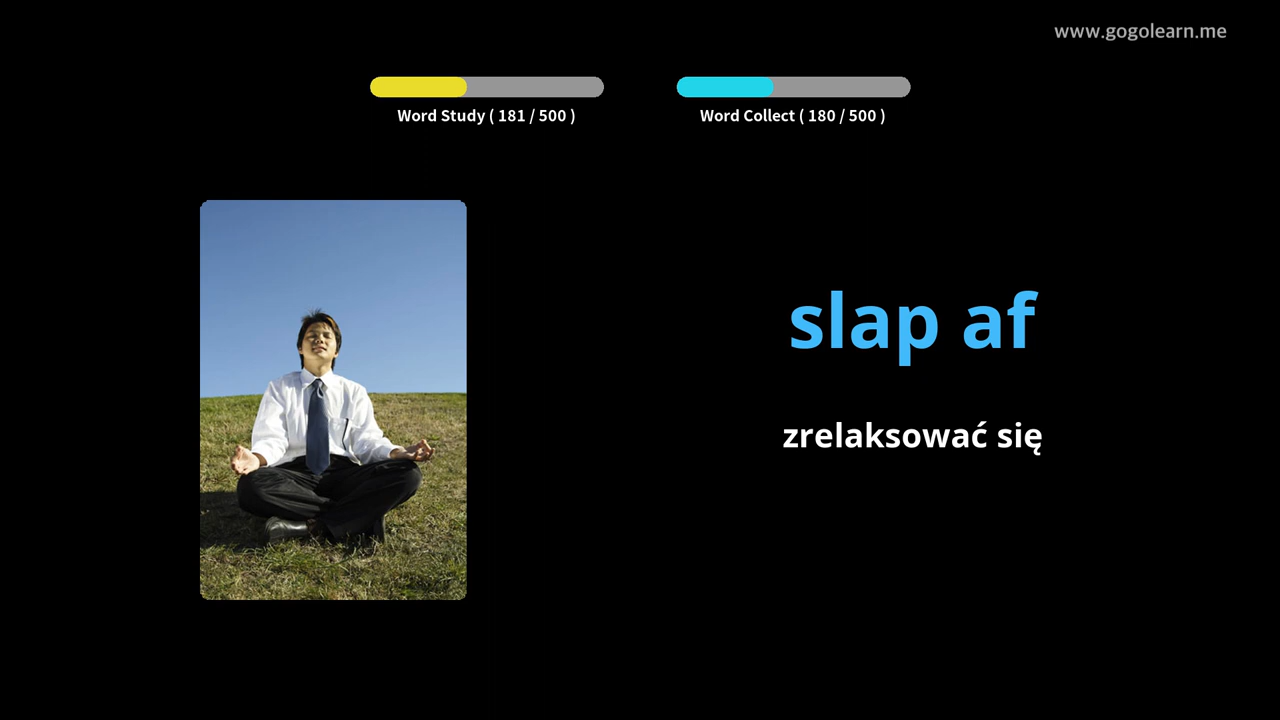 www.gogolearn.me
Word Study ( 181 / 500 )
Word Collect ( 180 / 500 )
slap af
zrelaksować się